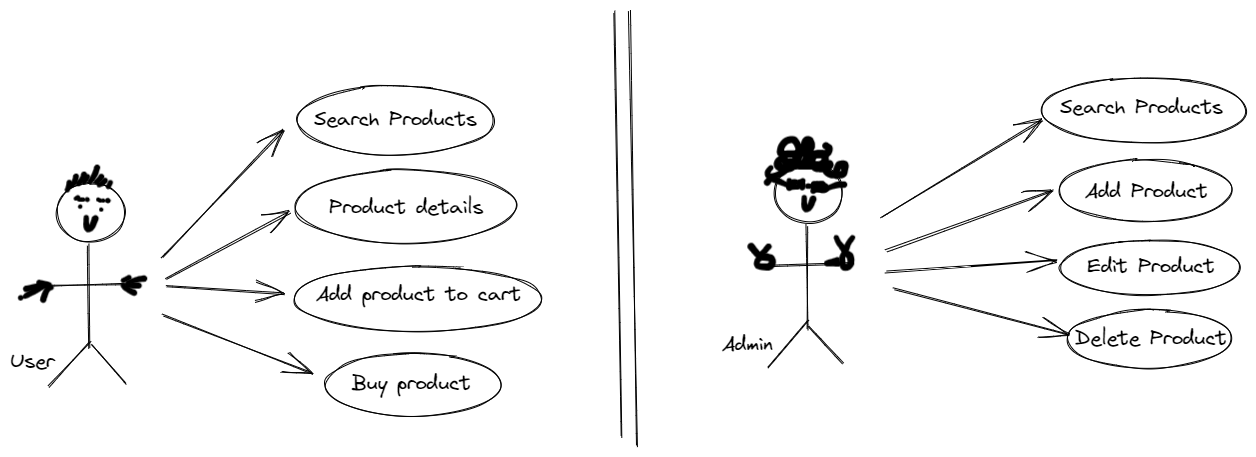 Search Products
Product details
Add product to cart
Buy product
User
Search Products
Add Product
Edit Product
Delete Product
Admin